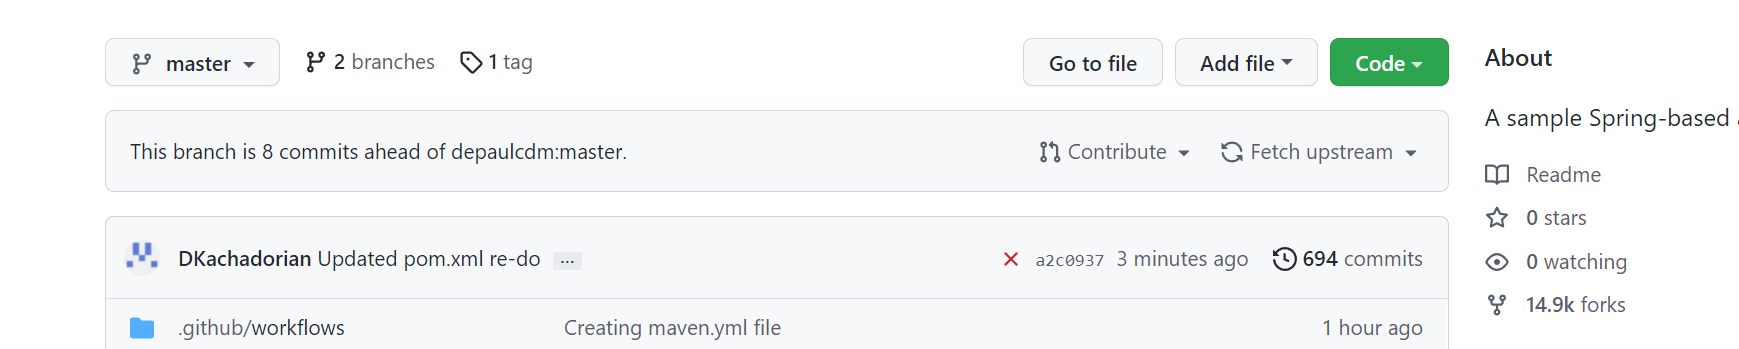 master 2 branches 1 tag Go to file Add file Code
This branch is 8 commits ahead of depaulcdm:master. Contribute Fetch upstream
DKachadorian Updated pom.xml re-do ... a2c0937 3 minutes ago 694 commits
.github/workflows Creating maven.yml file 1 hour ago
About
A sample Spring-based
Readme
0 stars
0 watching
14.9k forks